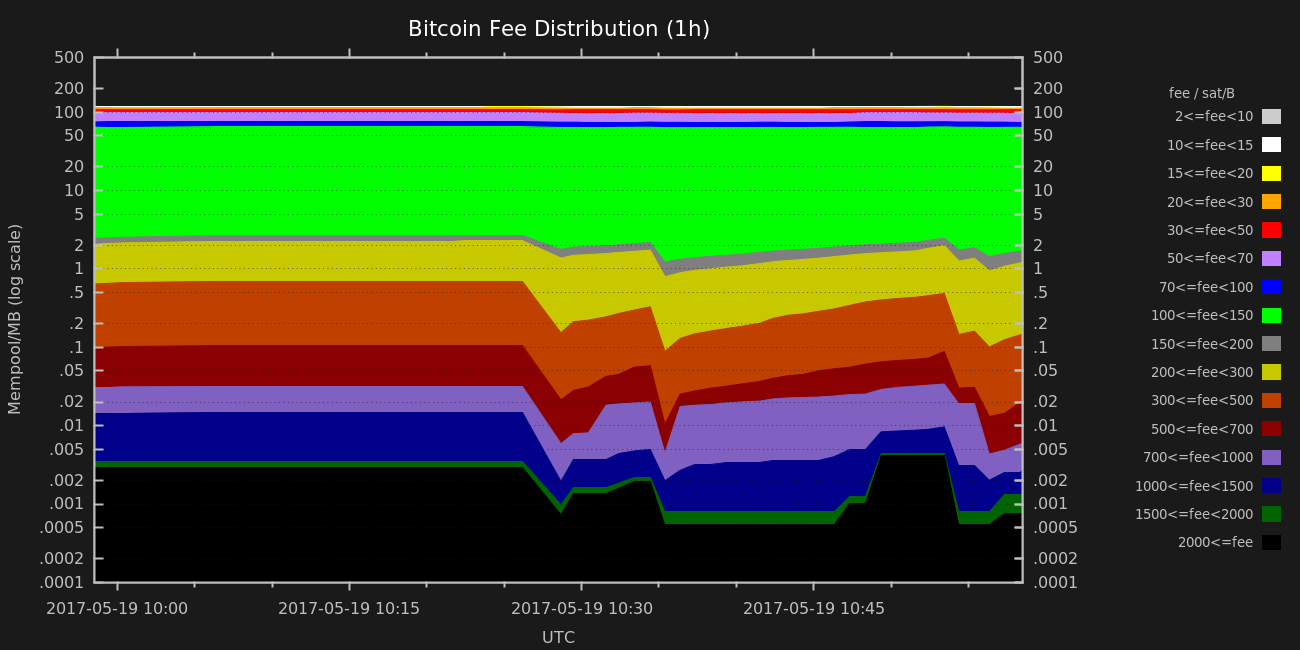 Bitcoin Fee Distribution (1h)
500
200
100
50
20
10
5
2
1
.5
.2
.1
.05
.02
.01
.005
.002
.001
.0005
.0002
.0001
Mempool/MB (log scale)
500
200
100
50
20
10
5
2
1
.5
.2
.1
.05
.02
.01
.005
.002
.001
.0005
.0002
.0001
2017-05-19 10:00
2017-05-19 10:15
2017-05-19 10:30
2017-05-19 10:45
UTC
fee / sat/B
2<=fee<10
10<=fee<15
15<=fee<20
20<=fee<30
30<=fee<50
50<=fee<70
70<=fee<100
100<=fee<150
150<=fee<200
200<=fee<300
300<=fee<500
500<=fee<700
700<=fee<1000
1000<=fee<1500
1500<=fee<2000
2000<=fee